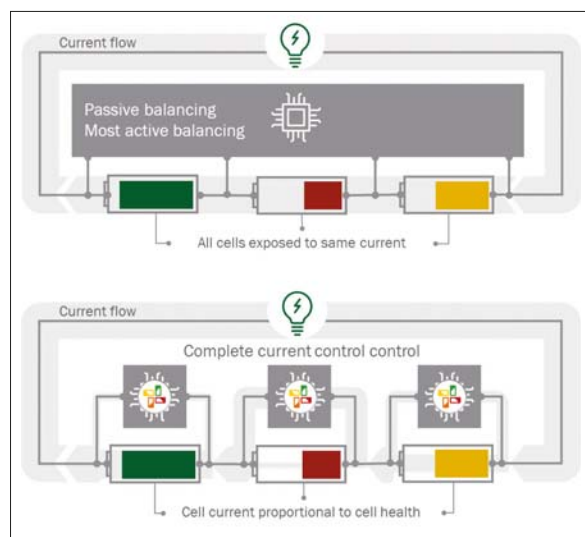 Current flow
Passive balancing
Most active balancing
All cells exposed to same current
Current flow
Complete current control control
Cell current proportional to cell health